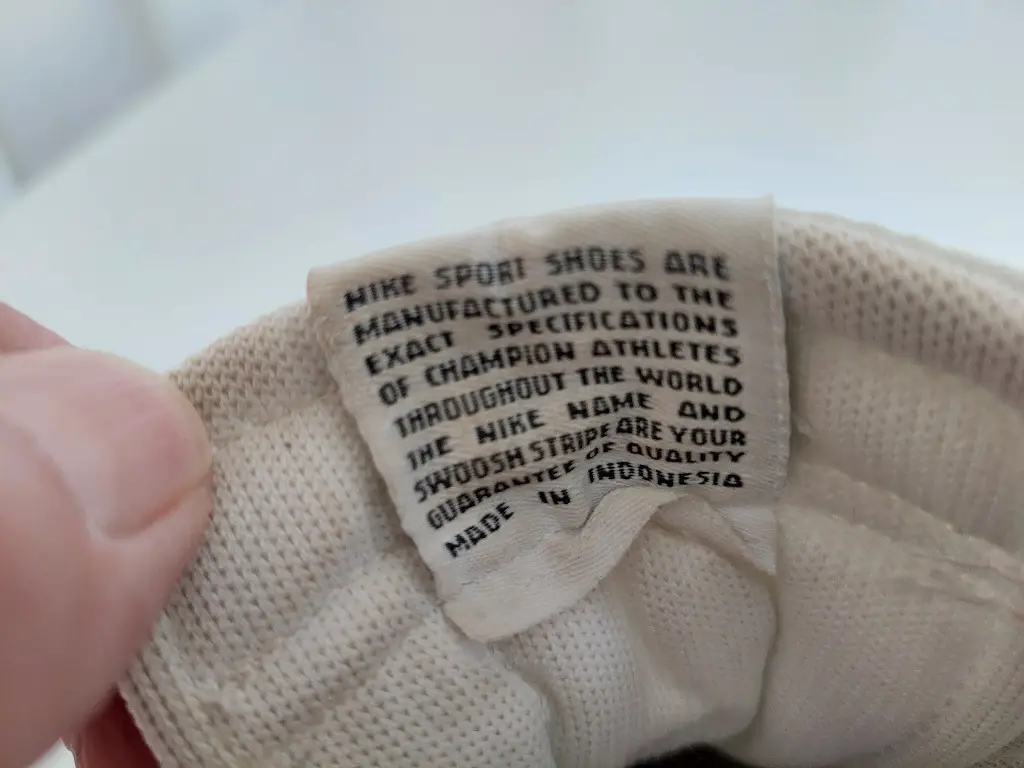 NIKE SPORT SHOES ARE
MANUFACTURED TO THE
EXACT SPECIFICATIONS
OF CHAMPION ATHLETES
THROUGHOUT THE WORLD
THE NIKE NAME AND
SWOOSH STRIPE ARE YOUR
GUARANTEE OF QUALITY
MADE IN INDONESIA